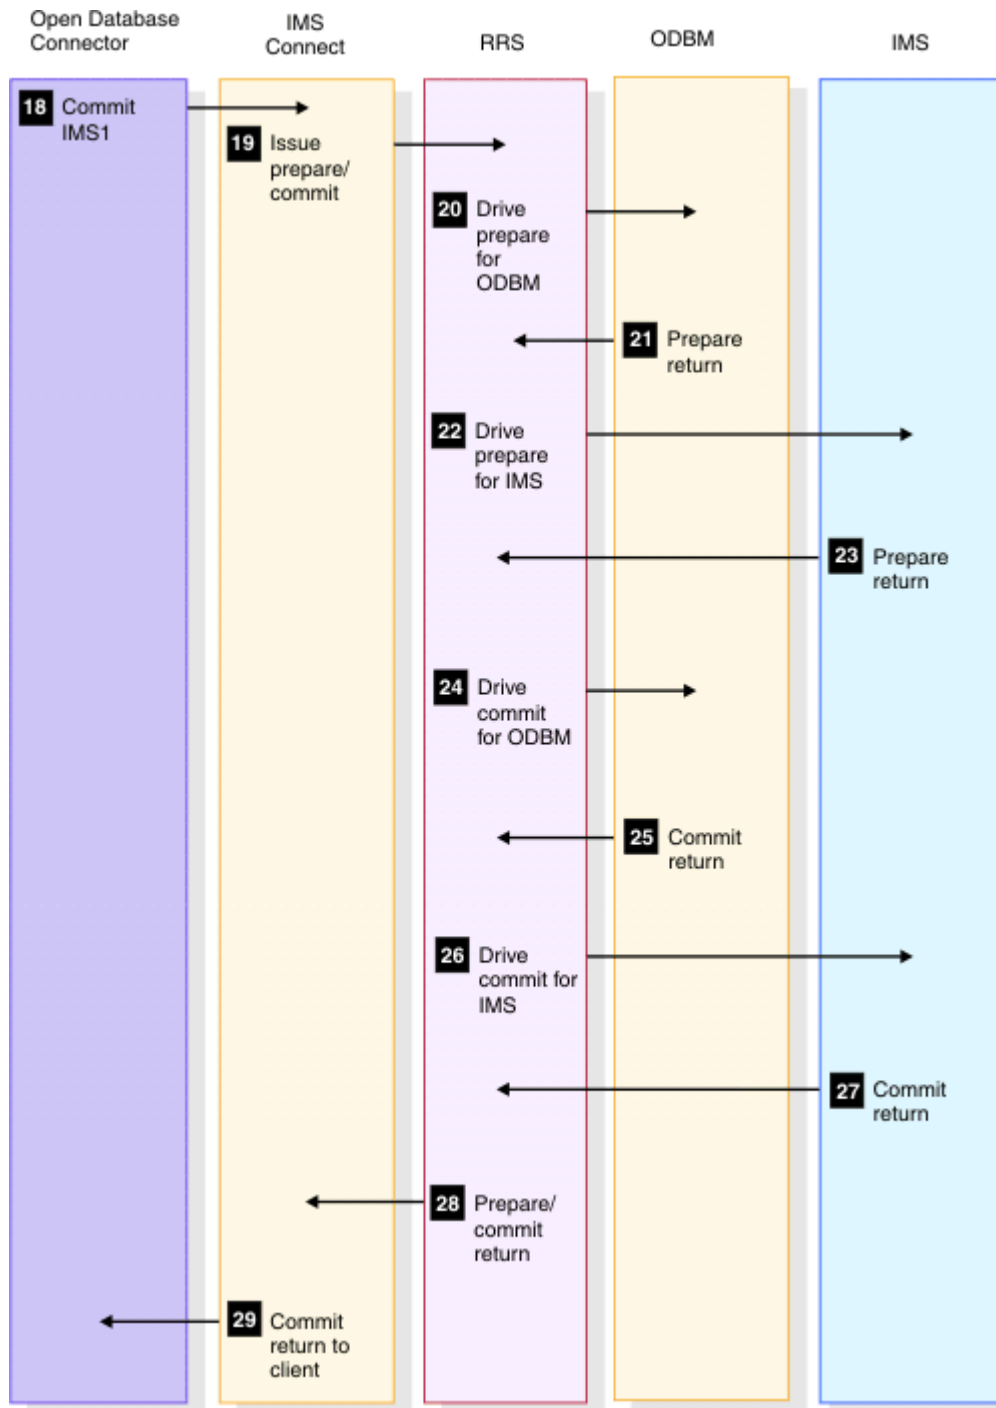 Open Database
Connector
IMS
Connect
RRS
ODBM
IMS
18 Commit
IMS1
19 Issue
prepare/
commit
20 Drive
prepare
for
ODBM
21 Prepare
return
22 Drive
prepare
for IMS
23 Prepare
return
24 Drive
commit
for ODBM
25 Commit
return
26 Drive
commit for
IMS
27 Commit
return
28 Prepare/
commit
return
29 Commit
return to
client